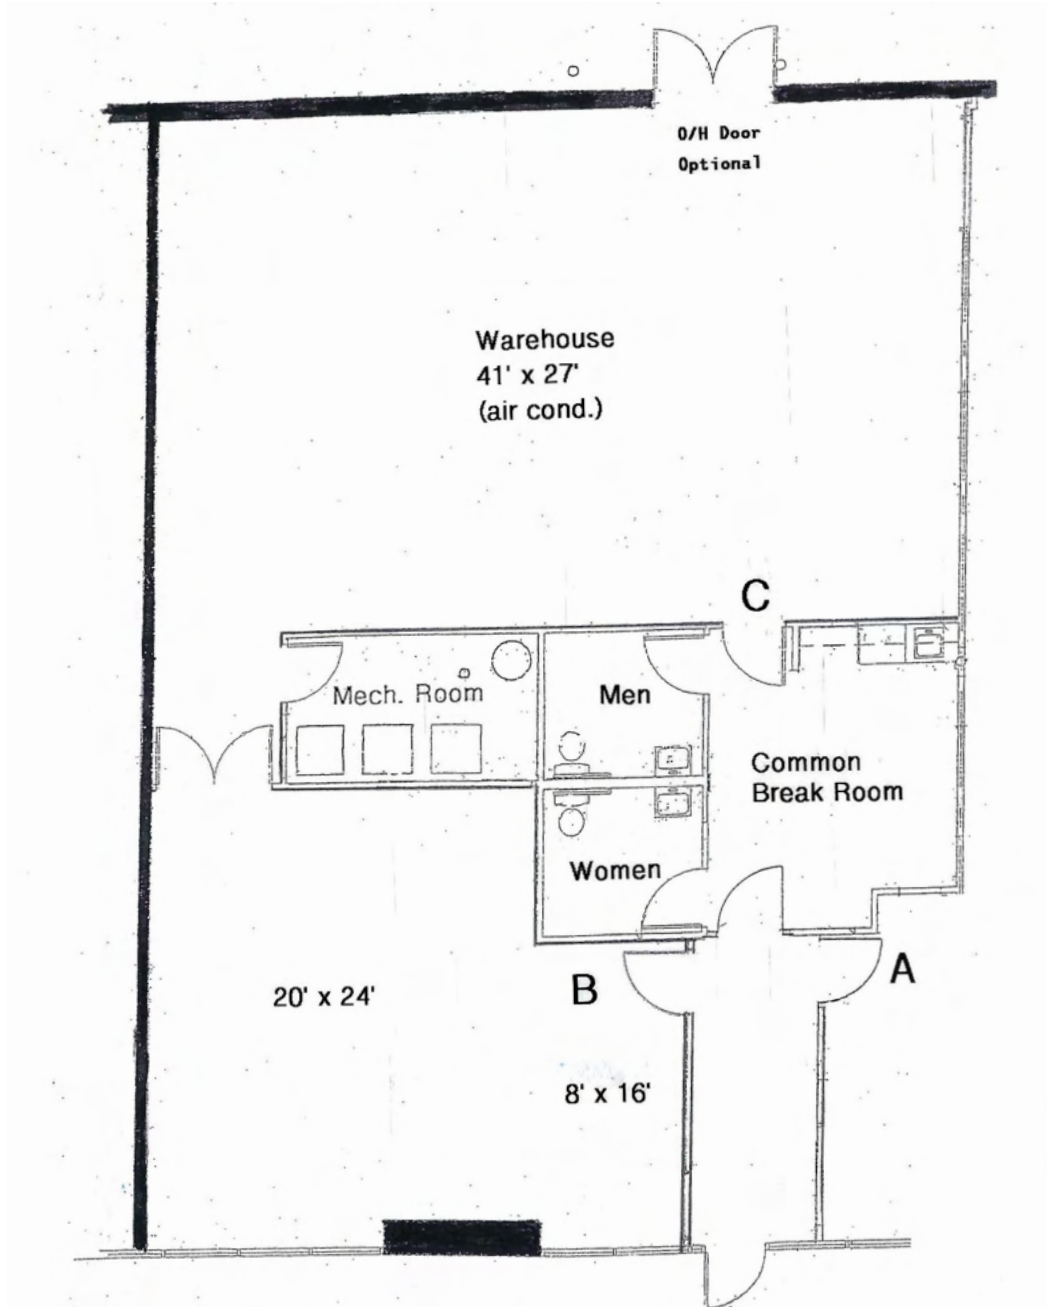 O/H Door
Optional
Warehouse
41' x 27'
(air cond.)
C
Mech. Room
Men
Common
Break Room
Women
A
B
20' x 24'
8' x 16'